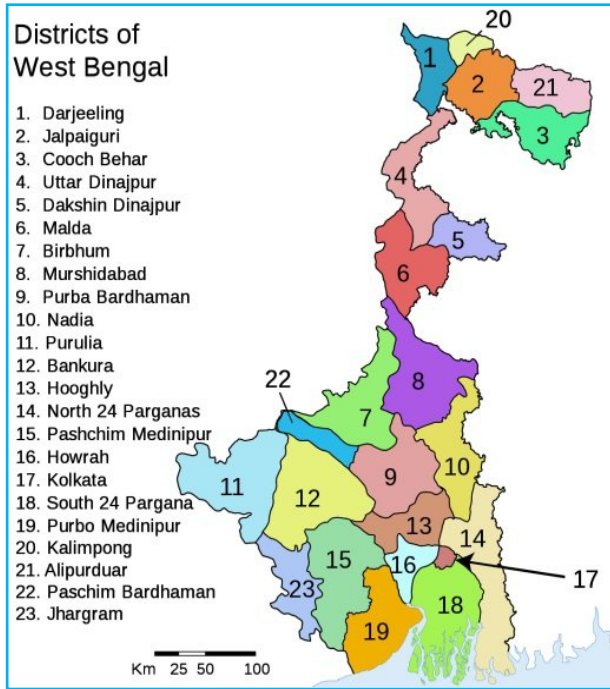 Districts of
West Bengal
1. Darjeeling
2. Jalpaiguri
3. Cooch Behar
4. Uttar Dinajpur
5. Dakshin Dinajpur
6. Malda
7. Birbhum
8. Murshidabad
9. Purba Bardhaman
10. Nadia
11. Purulia
12. Bankura
13. Hooghly
14. North 24 Parganas
15. Pashchim Medinipur
16. Howrah
17. Kolkata
18. South 24 Pargana
19. Purbo Medinipur
20. Kalimpong
21. Alipurduar
22. Paschim Bardhaman
23. Jhargram
20
1
2
21
3
4
5
6
22
8
7
10
9
11
12
13
14
15
16
17
23
18
19
Km 25 50 100